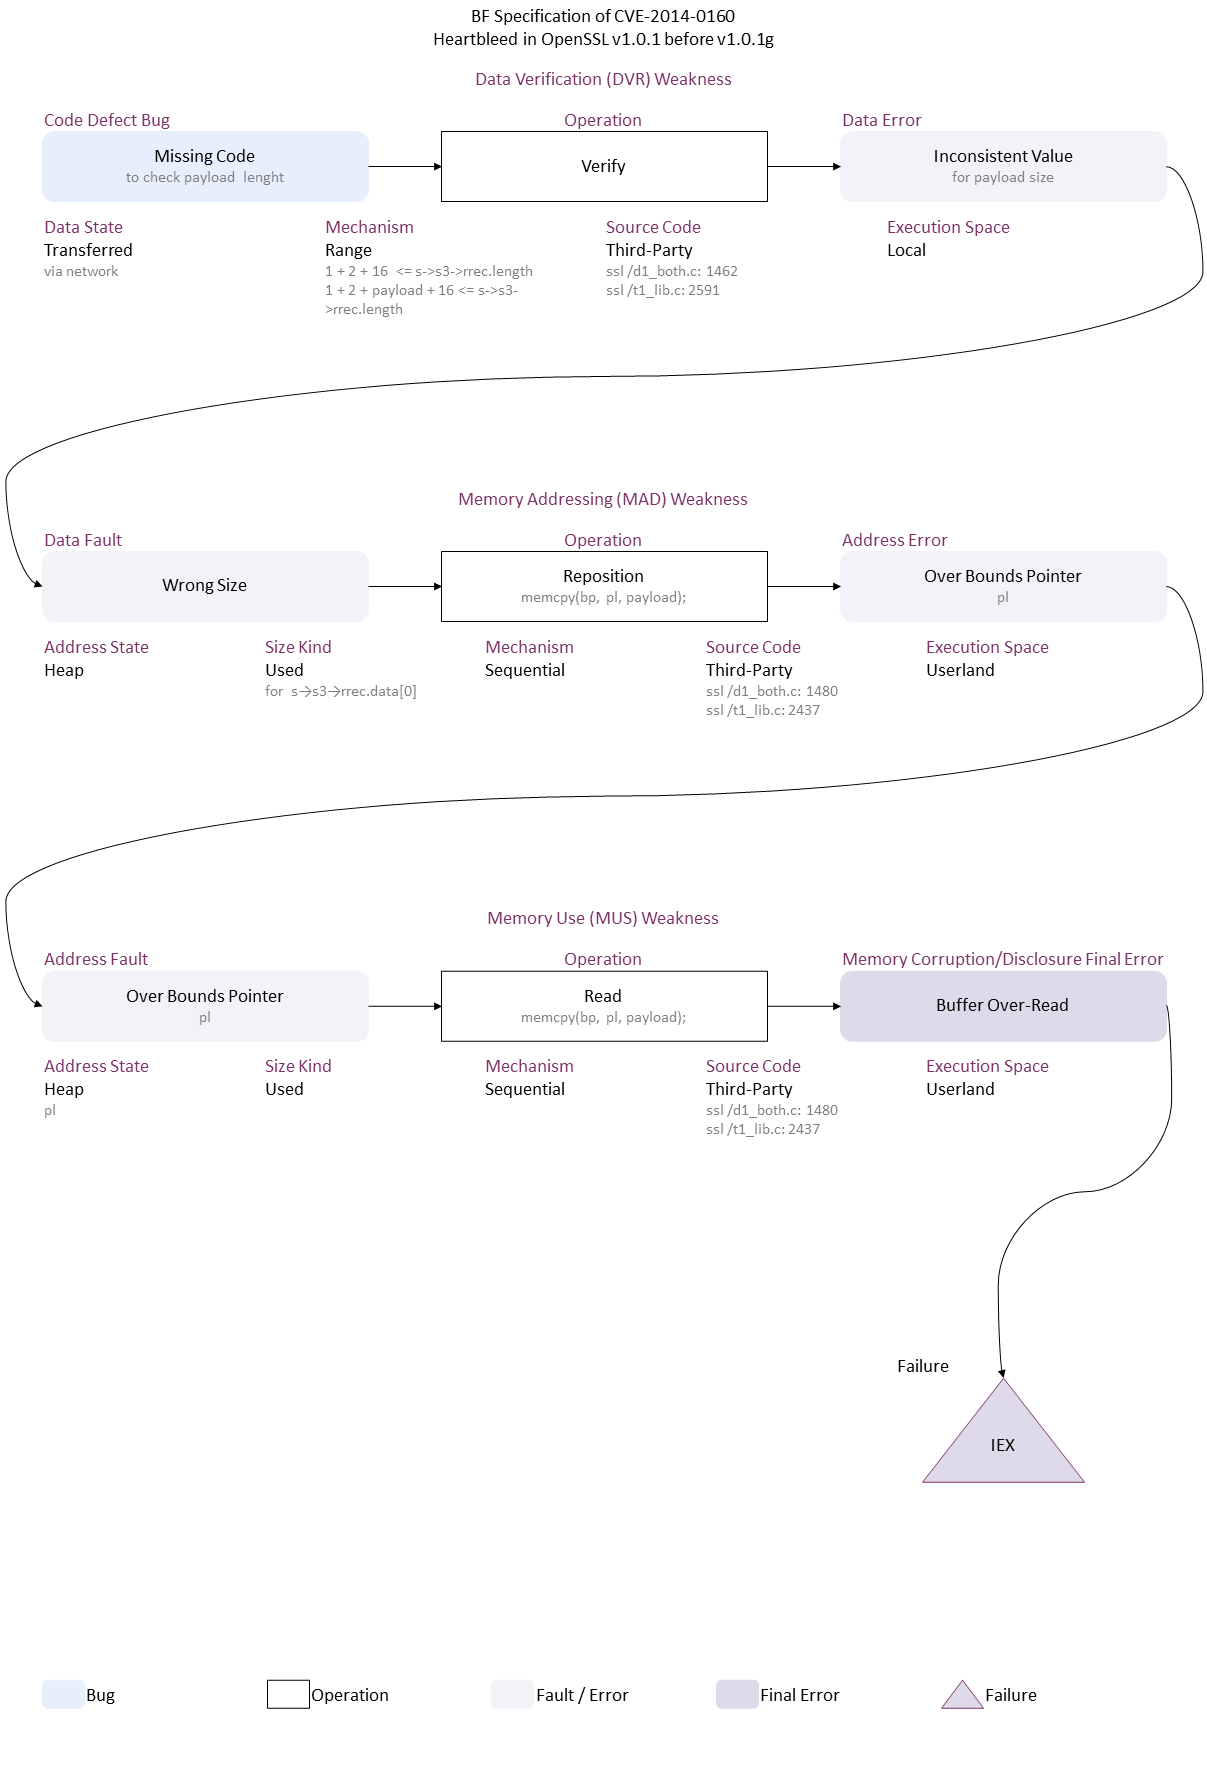 BF Specification of CVE-2014-0160
Heartbleed in OpenSSL v1.0.1 before v1.0.1g
Data Verification (DVR) Weakness
Code Defect Bug
Operation
Data Error
Missing Code
to check payload lenght
Verify
Inconsistent Value
for payload size
Data State
Transferred
via network
Mechanism
Range
1 + 2 + 16 <= s->s3->rrec.length
1 + 2 + payload + 16 <= s->s3-
>rrec.length
Source Code
Third-Party
ssl /d1_both.c: 1462
ssl /t1_lib.c: 2591
Execution Space
Local
Memory Addressing (MAD) Weakness
Data Fault
Operation
Address Error
Wrong Size
Reposition
memcpy(bp, pl, payload);
Over Bounds Pointer
pl
Address State
Heap
Size Kind
Used
for s→s3→rrec.data[0]
Mechanism
Sequential
Source Code
Third-Party
ssl /d1_both.c: 1480
ssl /t1_lib.c: 2437
Execution Space
Userland
Memory Use (MUS) Weakness
Address Fault
Operation
Memory Corruption/Disclosure Final Error
Over Bounds Pointer
pl
Read
memcpy(bp, pl, payload);
Buffer Over-Read
Address State
Heap
pl
Size Kind
Used
Mechanism
Sequential
Source Code
Third-Party
ssl /d1_both.c: 1480
ssl /t1_lib.c: 2437
Execution Space
Userland
Failure
IEX
Bug
Operation
Fault / Error
Final Error
Failure